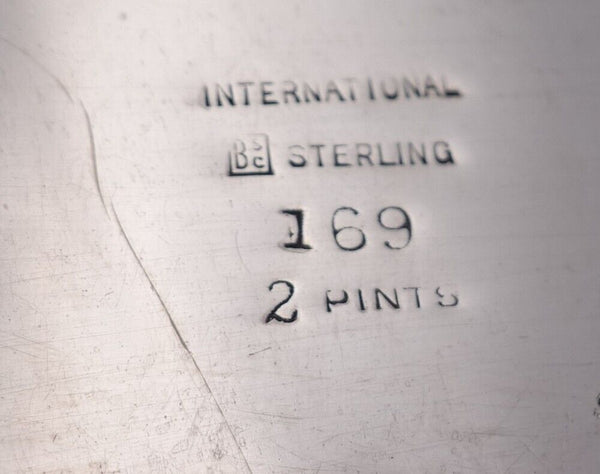 INTERNATIONAL
STERLING
169
2 PINTS